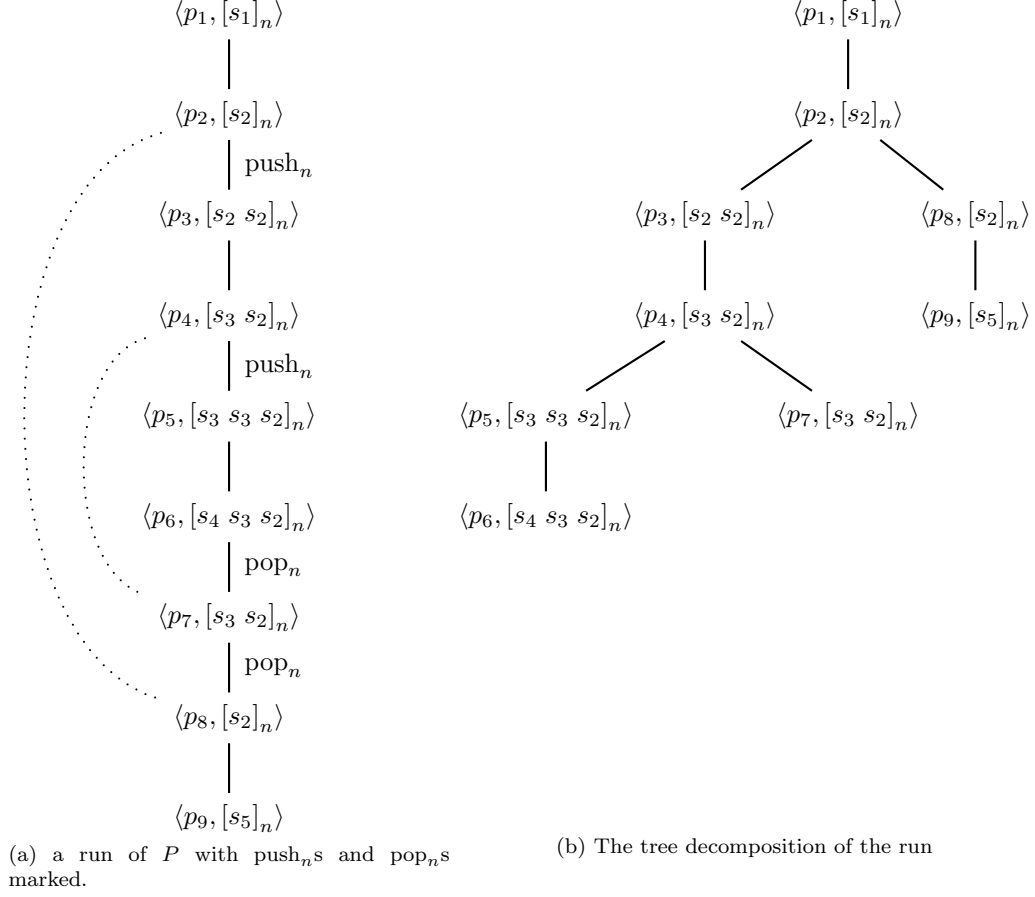 ⟨p₁, [s₁]ₙ⟩
⟨p₂, [s₂]ₙ⟩
pushₙ
⟨p₃, [s₂ s₂]ₙ⟩
⟨p₄, [s₃ s₂]ₙ⟩
pushₙ
⟨p₅, [s₃ s₃ s₂]ₙ⟩
⟨p₆, [s₄ s₃ s₂]ₙ⟩
popₙ
⟨p₇, [s₃ s₂]ₙ⟩
popₙ
⟨p₈, [s₂]ₙ⟩
⟨p₉, [s₅]ₙ⟩
(a) a run of P with pushₙs and popₙs
marked.
⟨p₁, [s₁]ₙ⟩
⟨p₂, [s₂]ₙ⟩
⟨p₃, [s₂ s₂]ₙ⟩ ⟨p₈, [s₂]ₙ⟩
⟨p₄, [s₃ s₂]ₙ⟩ ⟨p₉, [s₅]ₙ⟩
⟨p₅, [s₃ s₃ s₂]ₙ⟩ ⟨p₇, [s₃ s₂]ₙ⟩
⟨p₆, [s₄ s₃ s₂]ₙ⟩
(b) The tree decomposition of the run